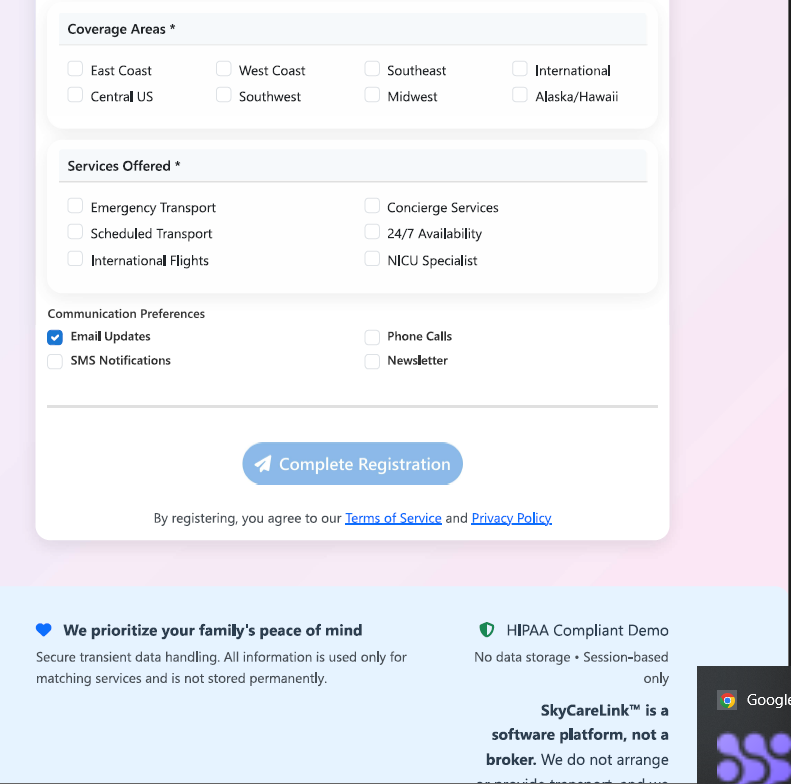 Coverage Areas *
East Coast West Coast Southeast International
Central US Southwest Midwest Alaska/Hawaii
Services Offered *
Emergency Transport Concierge Services
Scheduled Transport 24/7 Availability
International Flights NICU Specialist
Communication Preferences
Email Updates Phone Calls
SMS Notifications Newsletter
Complete Registration
By registering, you agree to our Terms of Service and Privacy Policy
We prioritize your family's peace of mind
Secure transient data handling. All information is used only for
matching services and is not stored permanently.
HIPAA Compliant Demo
No data storage • Session-based
only
SkyCareLink™ is a
software platform, not a
broker. We do not arrange
or provide transport, and we
Google